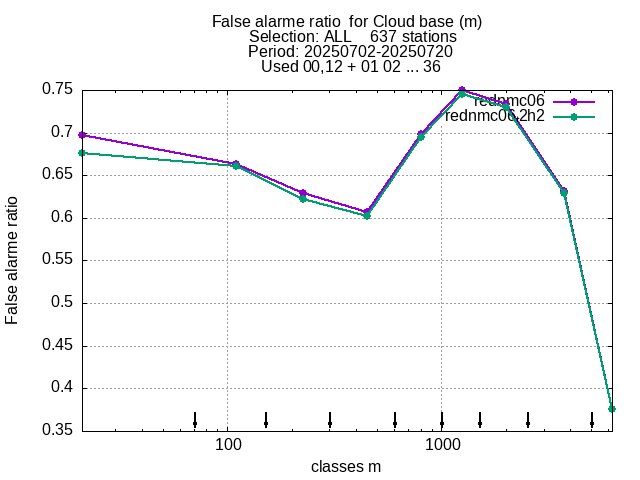 False alarme ratio  for Cloud base (m)
Selection: ALL    637 stations
Period: 20250702-20250720
Used 00,12 + 01 02 ... 36
rednmc06
rednmc06.2h2
0.75
0.7
0.65
0.6
0.55
0.5
0.45
0.4
0.35
False alarme ratio
100
1000
classes m